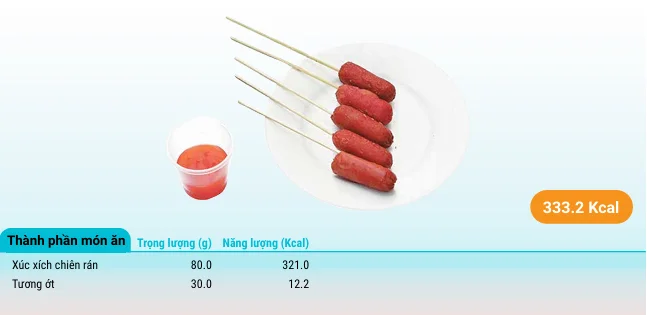 333.2 Kcal
Thành phần món ăn Trọng lượng (g) Năng lượng (Kcal)
Xúc xích chiên rán 80.0 321.0
Tương ớt 30.0 12.2